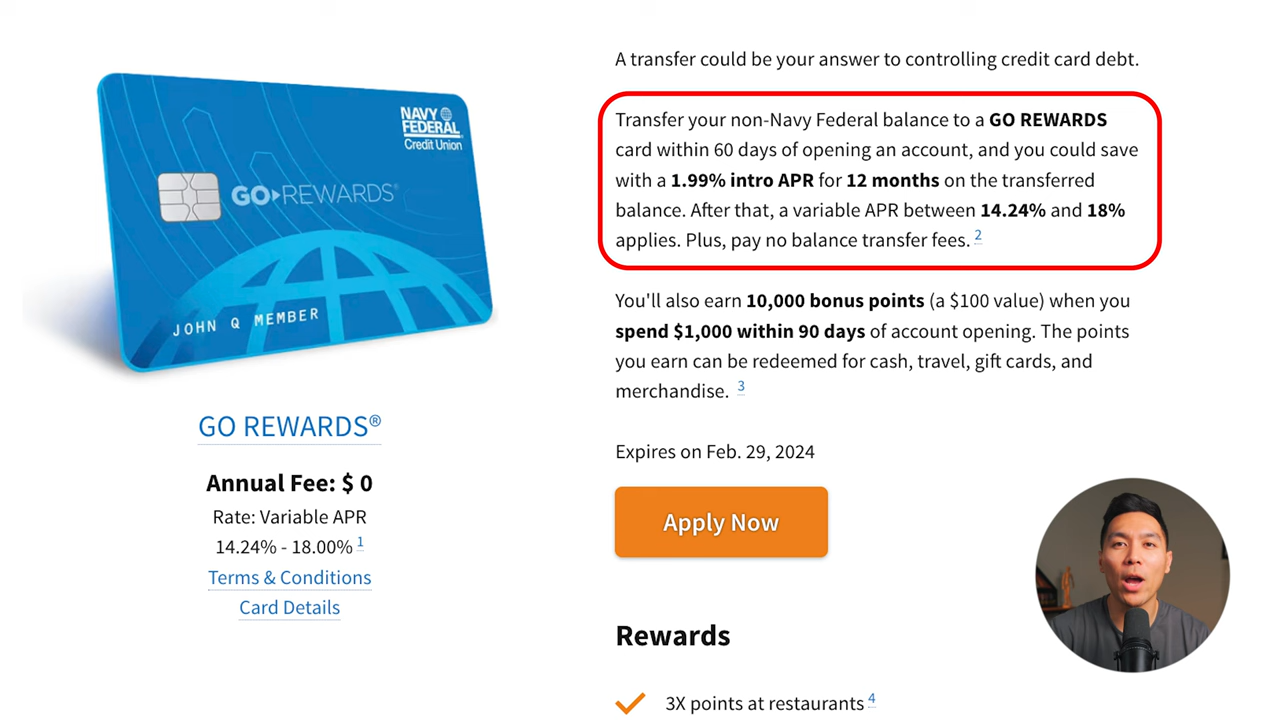 NAVY
FEDERAL
Credit Union
GO REWARDS®
JOHN Q MEMBER
GO REWARDS®
Annual Fee: $ 0
Rate: Variable APR
14.24% - 18.00% 1
Terms & Conditions
Card Details
A transfer could be your answer to controlling credit card debt.
Transfer your non-Navy Federal balance to a GO REWARDS
card within 60 days of opening an account, and you could save
with a 1.99% intro APR for 12 months on the transferred
balance. After that, a variable APR between 14.24% and 18%
applies. Plus, pay no balance transfer fees. 2
You'll also earn 10,000 bonus points (a $100 value) when you
spend $1,000 within 90 days of account opening. The points
you earn can be redeemed for cash, travel, gift cards, and
merchandise. 3
Expires on Feb. 29, 2024
Apply Now
Rewards
3X points at restaurants 4